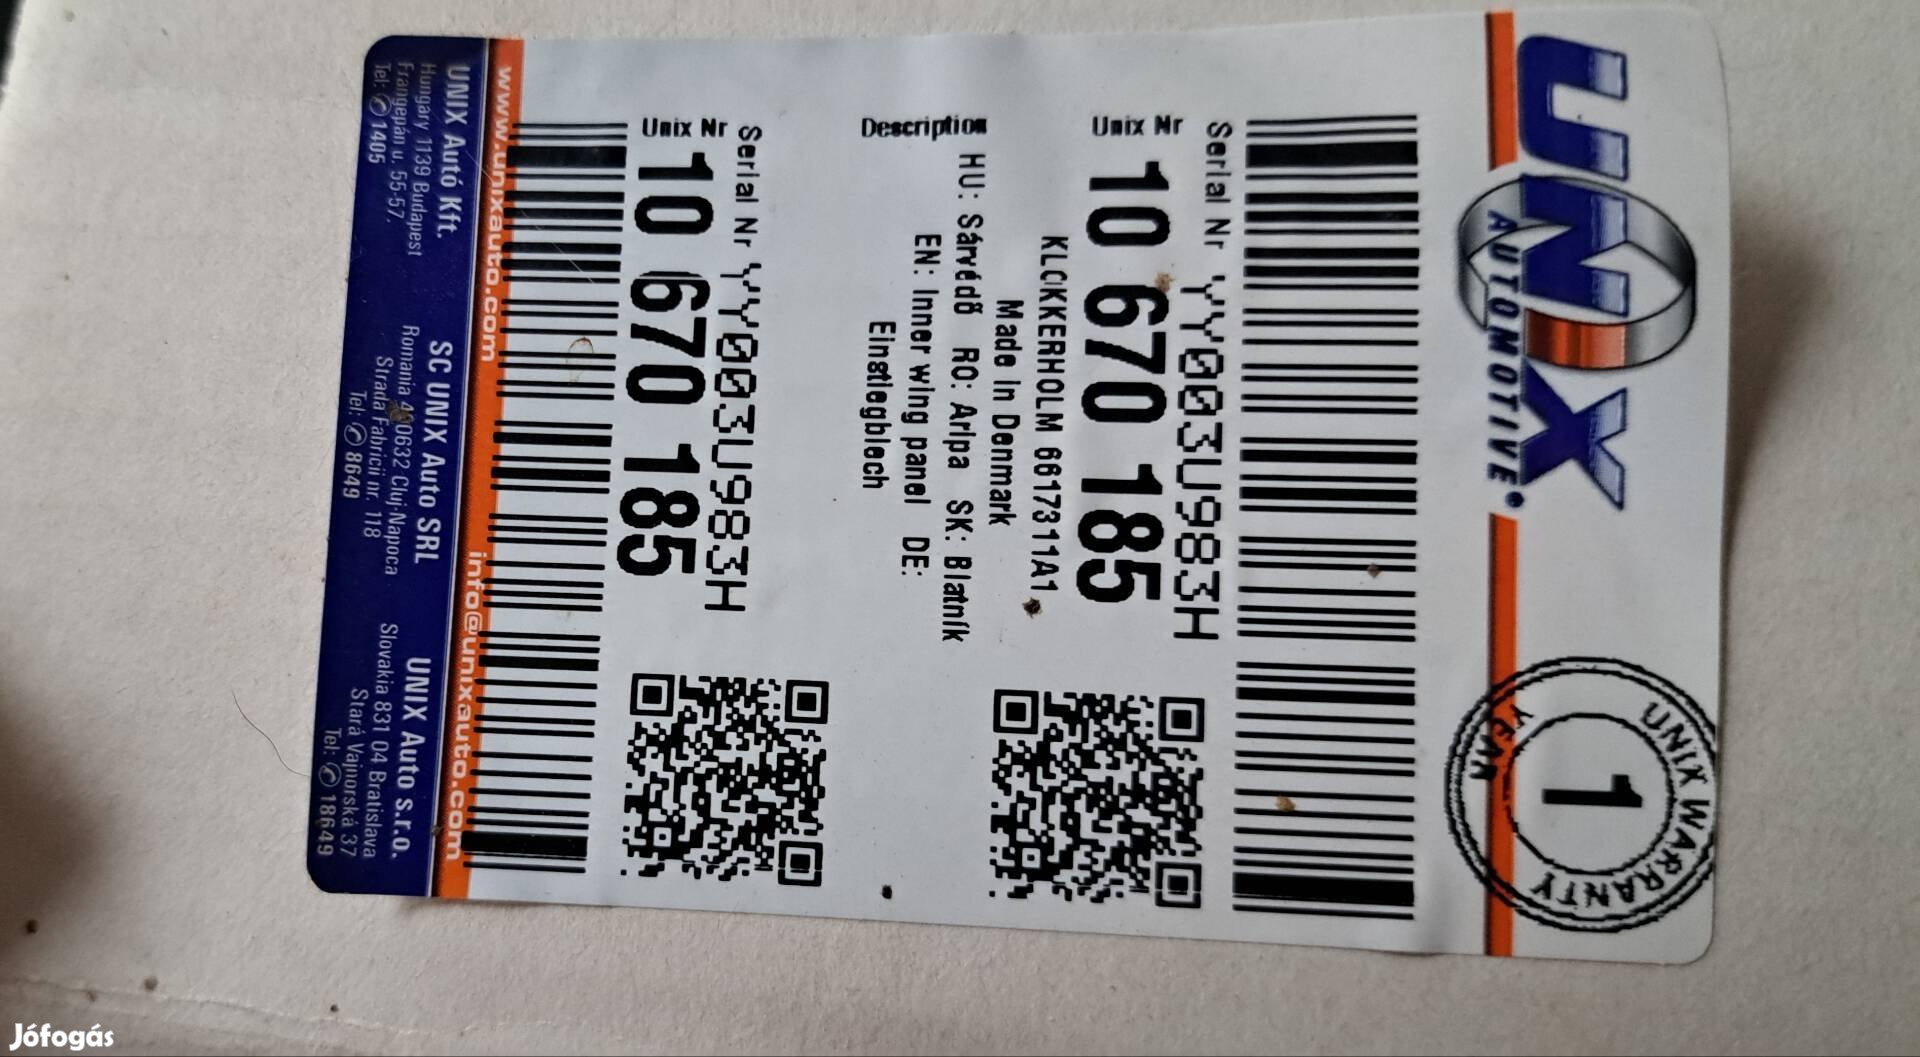 UNIX
AUTOMOTIVE®
UNIX WARRANTY
1
YEAR
Serial Nr YY003U983H
Unix Nr 10 670 185
KLOKKERHOLM 6617311A1
Made in Denmark
Description HU: Sárvédő RO: Aripa SK: Blatník
EN: Inner wing panel DE:
Einstiegblech
Serial Nr YY003U983H
Unix Nr 10 670 185
www.unixauto.com info@unixauto.com
UNIX Autó Kft.
Hungary 1139 Budapest
Frangepán u. 55-57.
Tel: 1405
SC UNIX Auto SRL
Romania 400632 Cluj-Napoca
Strada Fabricii nr. 118
Tel: 8649
UNIX Auto s.r.o.
Slovakia 831 04 Bratislava
Stará Vajnorská 37
Tel: 18649
Jófogás